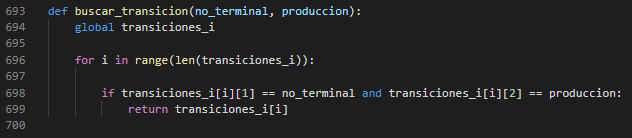 693 def buscar_transicion(no_terminal, produccion):
694     global transiciones_i
695
696     for i in range(len(transiciones_i)):
697
698         if transiciones_i[i][1] == no_terminal and transiciones_i[i][2] == produccion:
699             return transiciones_i[i]
700